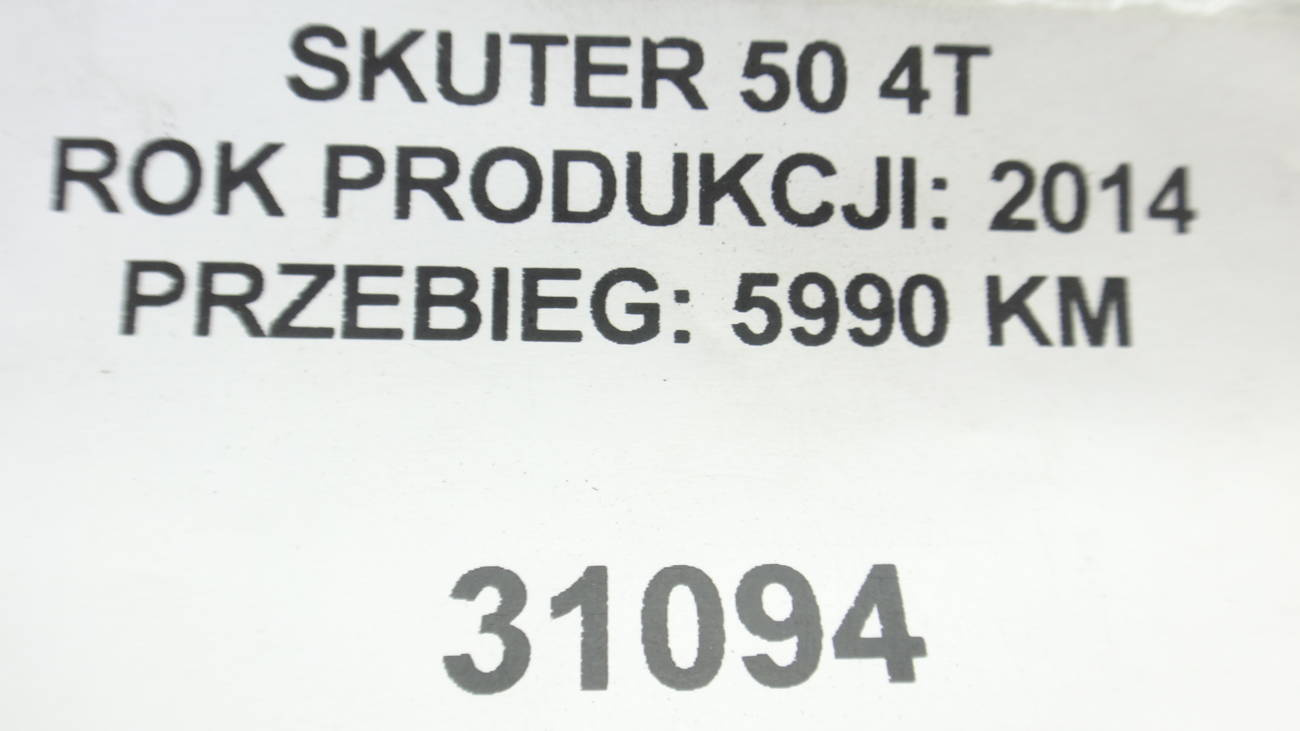 SKUTER 50 4T
ROK PRODUKCJI: 2014
PRZEBIEG: 5990 KM
31094